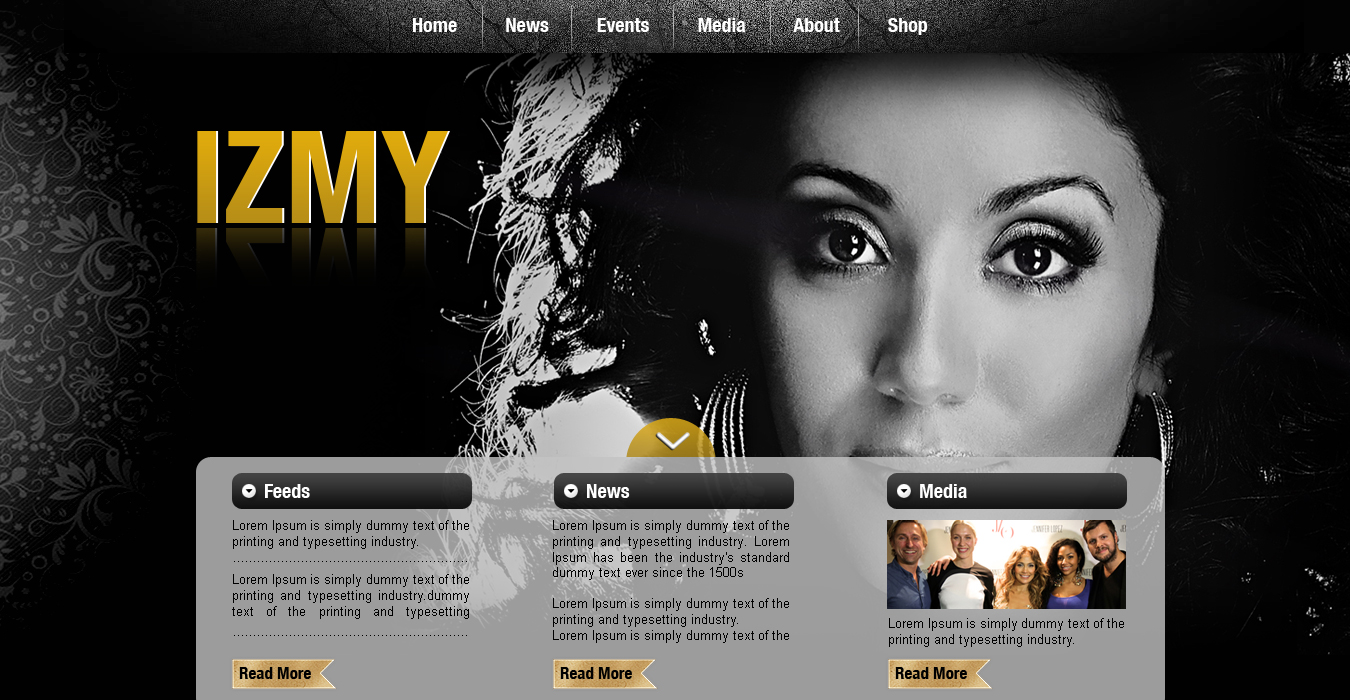 Home News Events Media About Shop
IZMY
Feeds
Lorem Ipsum is simply dummy text of the
printing and typesetting industry.
Lorem Ipsum is simply dummy text of the
printing and typesetting industry.dummy
text of the printing and typesetting
Read More
News
Lorem Ipsum is simply dummy text of the
printing and typesetting industry. Lorem
Ipsum has been the industry's standard
dummy text ever since the 1500s
Lorem Ipsum is simply dummy text of the
printing and typesetting industry.
Lorem Ipsum is simply dummy text of the
Read More
Media
Lorem Ipsum is simply dummy text of the
printing and typesetting industry.
Read More